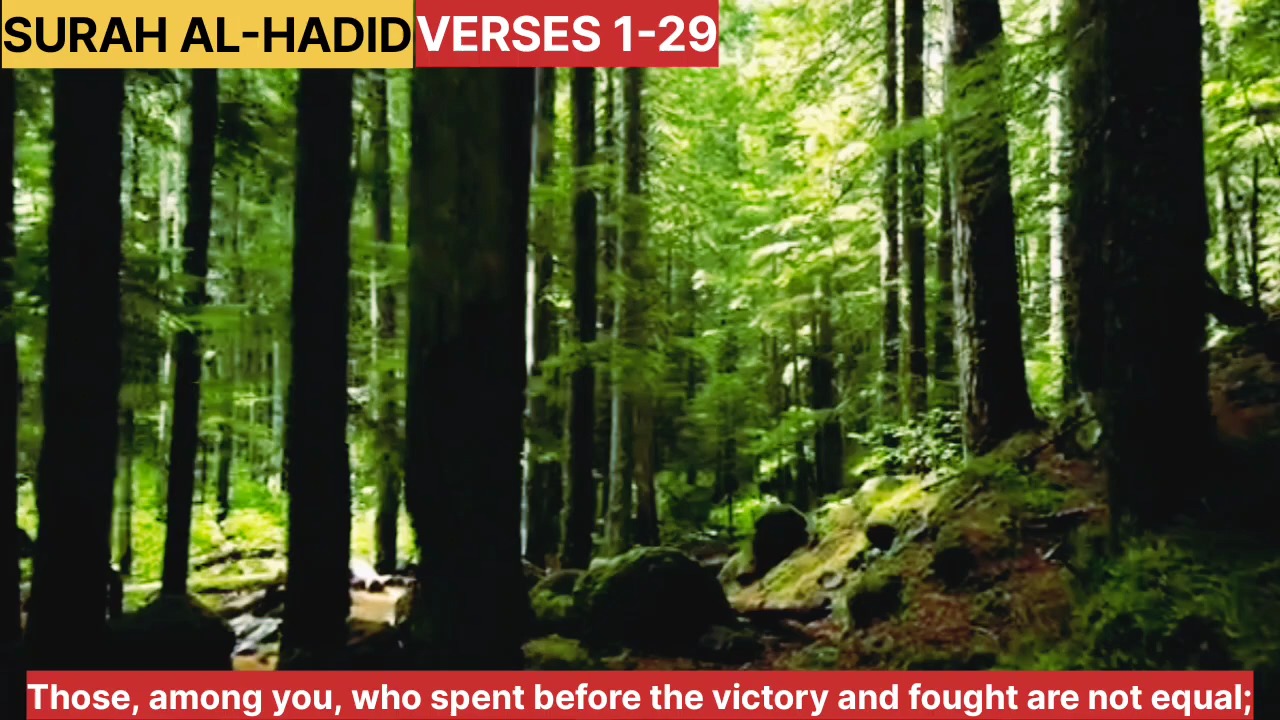 SURAH AL-HADID VERSES 1-29
Those, among you, who spent before the victory and fought are not equal;